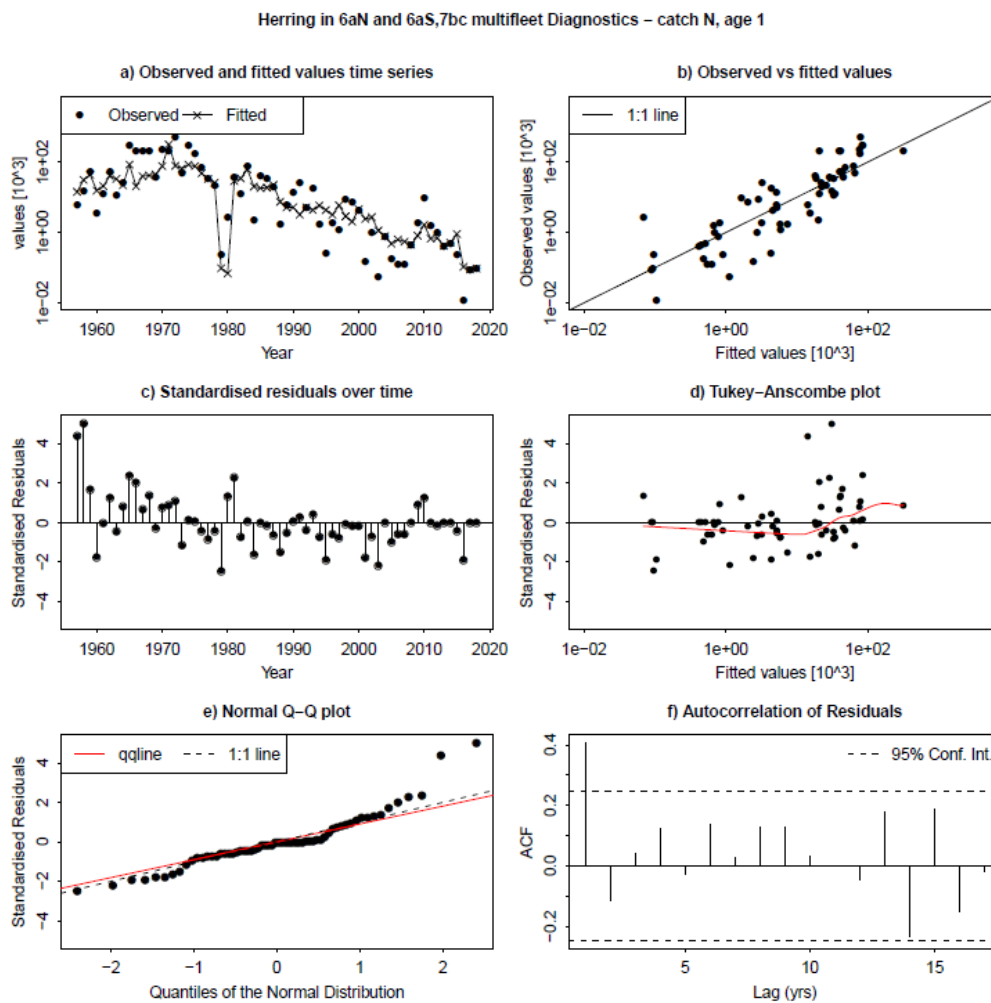 Herring in 6aN and 6aS,7bc multifleet Diagnostics – catch N, age 1
a) Observed and fitted values time series
Observed
Fitted
values [10^3]
1e+02
1e+00
1e−02
1960 1970 1980 1990 2000 2010 2020
Year
b) Observed vs fitted values
1:1 line
Observed values [10^3]
1e+02
1e+00
1e−02
1e−02 1e+00 1e+02
Fitted values [10^3]
c) Standardised residuals over time
Standardised Residuals
4
2
0
−2
−4
1960 1970 1980 1990 2000 2010 2020
Year
d) Tukey−Anscombe plot
Standardised Residuals
4
2
0
−2
−4
1e−02 1e+00 1e+02
Fitted values [10^3]
e) Normal Q−Q plot
qqline
1:1 line
Standardised Residuals
4
2
0
−2
−4
−2 −1 0 1 2
Quantiles of the Normal Distribution
f) Autocorrelation of Residuals
95% Conf. Int.
ACF
0.4
0.2
0.0
−0.2
5 10 15
Lag (yrs)